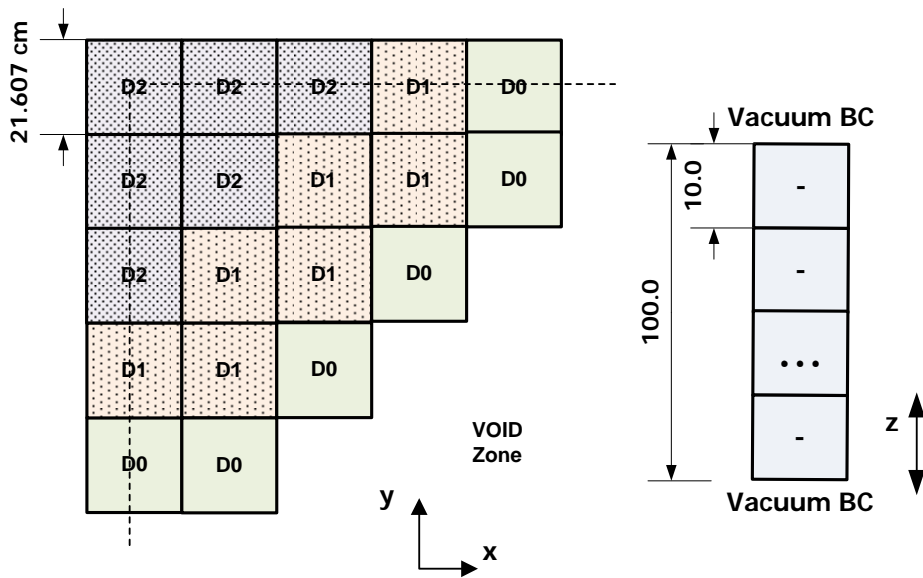 21.607 cm
D2 D2 D2 D1 D0
D2 D2 D1 D1 D0
D2 D1 D1 D0
D1 D1 D0
D0 D0
VOID
Zone
y
x
Vacuum BC
10.0
100.0
-
-
...
-
z
Vacuum BC